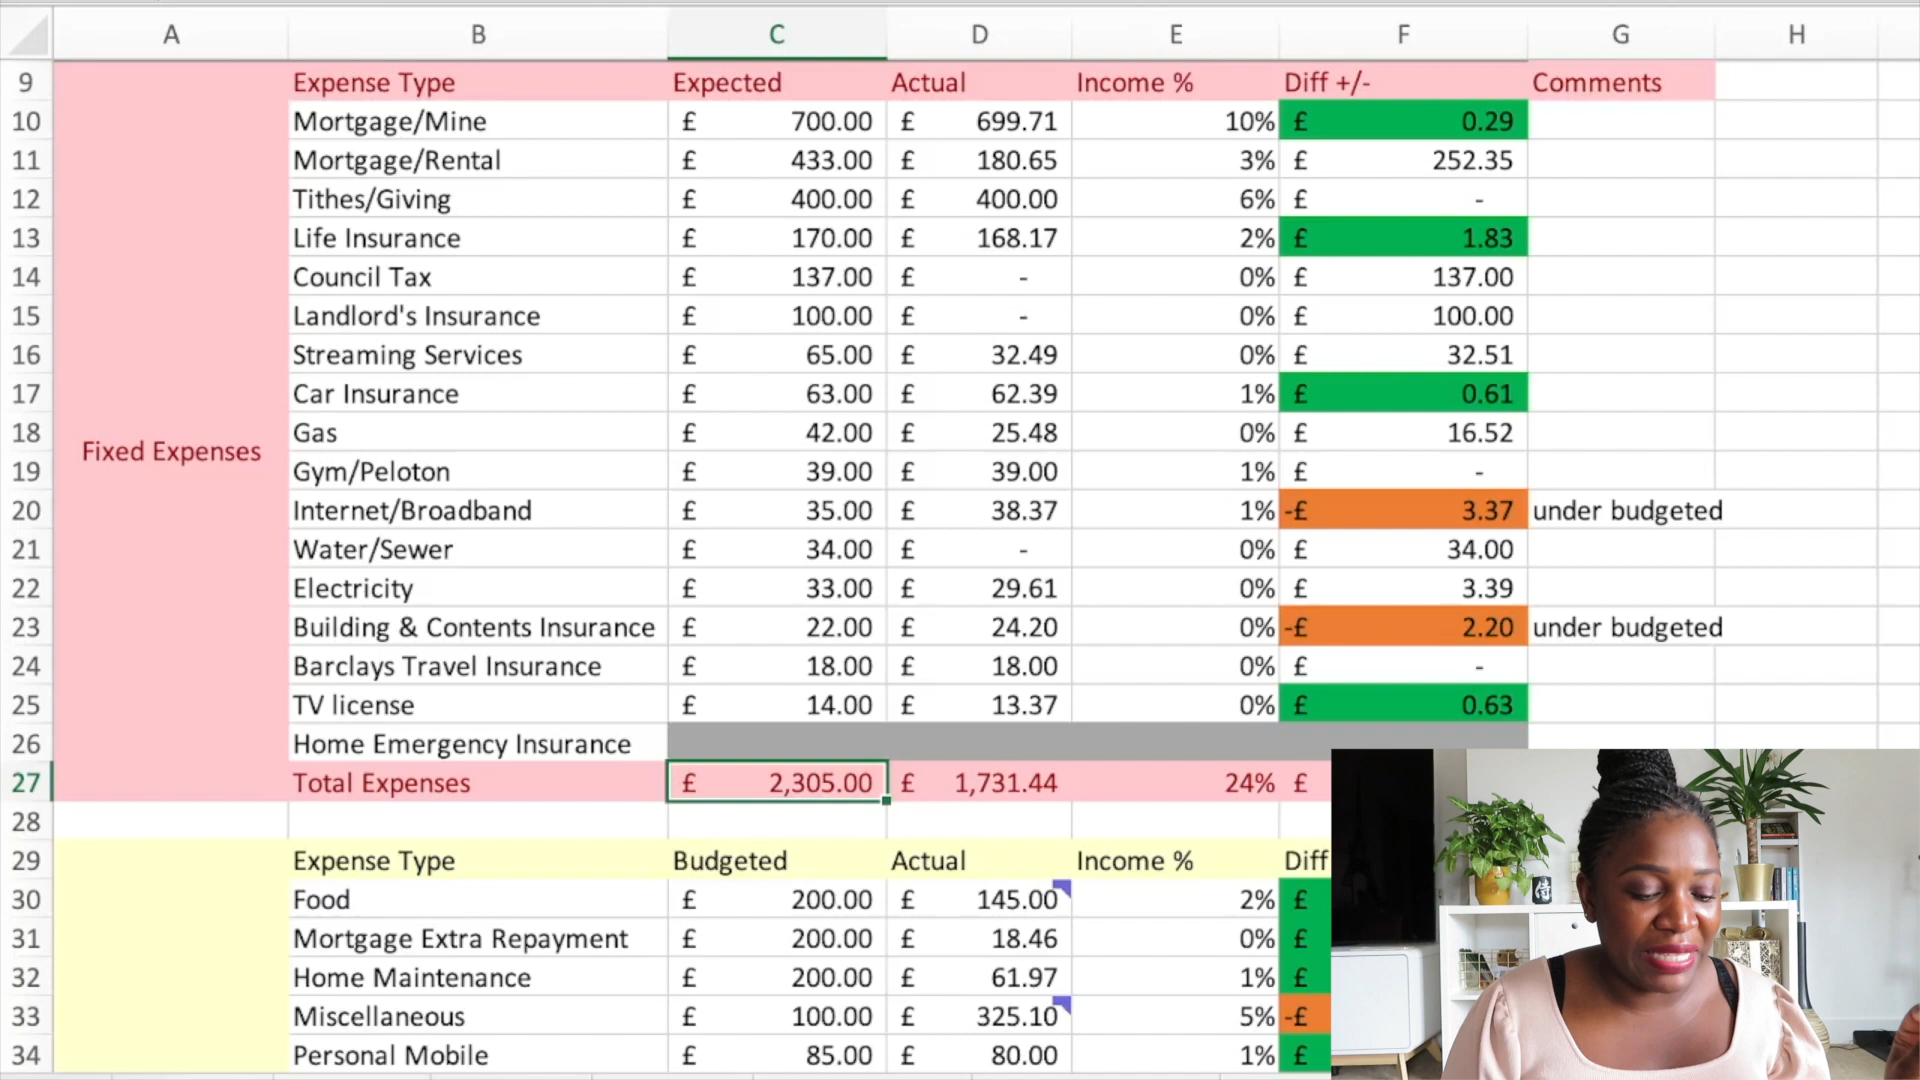 A B C D E F G H
9 Expense Type Expected Actual Income % Diff +/- Comments
10 Mortgage/Mine £ 700.00 £ 699.71 10% £ 0.29
11 Mortgage/Rental £ 433.00 £ 180.65 3% £ 252.35
12 Tithes/Giving £ 400.00 £ 400.00 6% £ -
13 Life Insurance £ 170.00 £ 168.17 2% £ 1.83
14 Council Tax £ 137.00 £ - 0% £ 137.00
15 Landlord's Insurance £ 100.00 £ - 0% £ 100.00
16 Streaming Services £ 65.00 £ 32.49 0% £ 32.51
17 Car Insurance £ 63.00 £ 62.39 1% £ 0.61
18 Gas £ 42.00 £ 25.48 0% £ 16.52
Fixed Expenses
19 Gym/Peloton £ 39.00 £ 39.00 1% £ -
20 Internet/Broadband £ 35.00 £ 38.37 1% -£ 3.37 under budgeted
21 Water/Sewer £ 34.00 £ - 0% £ 34.00
22 Electricity £ 33.00 £ 29.61 0% £ 3.39
23 Building & Contents Insurance £ 22.00 £ 24.20 0% -£ 2.20 under budgeted
24 Barclays Travel Insurance £ 18.00 £ 18.00 0% £ -
25 TV license £ 14.00 £ 13.37 0% £ 0.63
26 Home Emergency Insurance
27 Total Expenses £ 2,305.00 £ 1,731.44 24% £
28
29 Expense Type Budgeted Actual Income % Diff
30 Food £ 200.00 £ 145.00 2% £
31 Mortgage Extra Repayment £ 200.00 £ 18.46 0% £
32 Home Maintenance £ 200.00 £ 61.97 1% £
33 Miscellaneous £ 100.00 £ 325.10 5% -£
34 Personal Mobile £ 85.00 £ 80.00 1% £